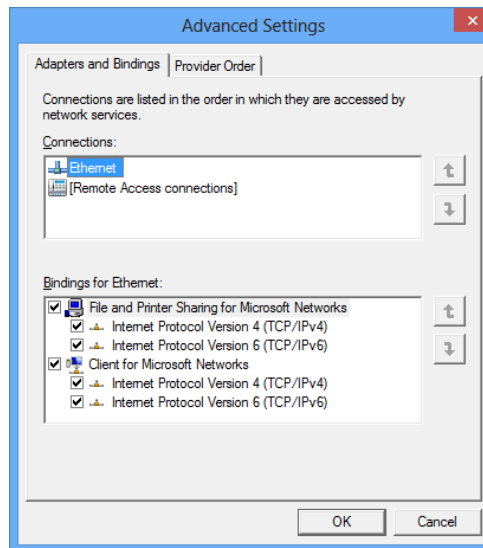 Advanced Settings
Adapters and Bindings
Provider Order
Connections are listed in the order in which they are accessed by
network services.
Connections:
Ethernet
[Remote Access connections]
Bindings for Ethernet:
File and Printer Sharing for Microsoft Networks
Internet Protocol Version 4 (TCP/IPv4)
Internet Protocol Version 6 (TCP/IPv6)
Client for Microsoft Networks
Internet Protocol Version 4 (TCP/IPv4)
Internet Protocol Version 6 (TCP/IPv6)
OK
Cancel